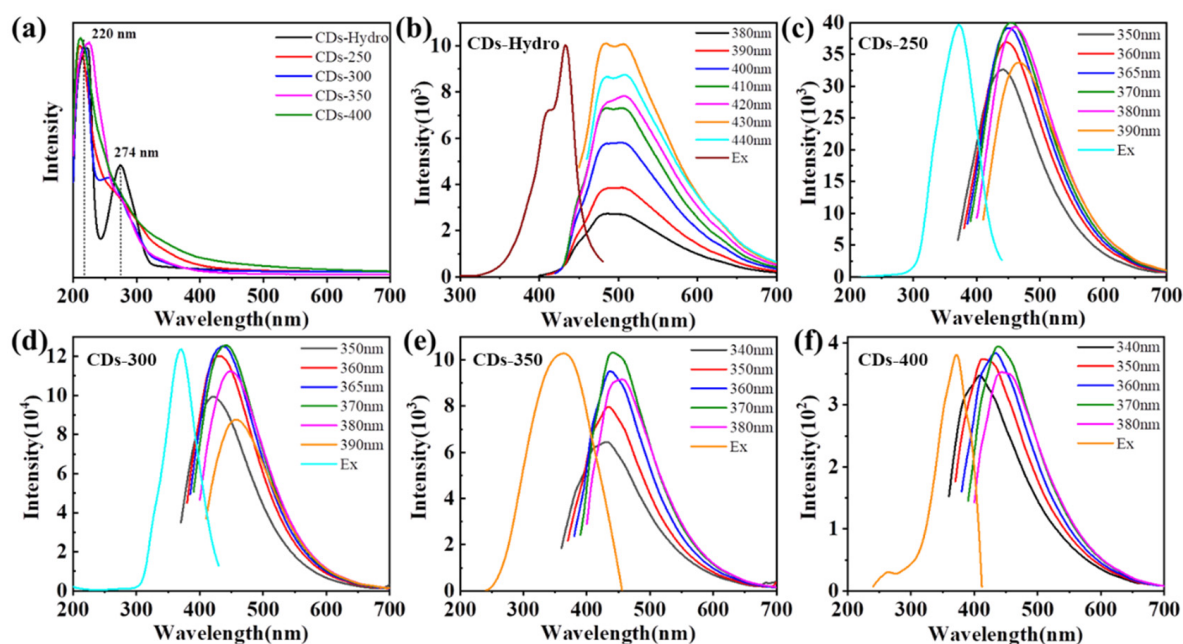 (a)
220 nm
274 nm
CDs-Hydro
CDs-250
CDs-300
CDs-350
CDs-400
Intensity
200 300 400 500 600 700
Wavelength(nm)
(b)
CDs-Hydro
380nm
390nm
400nm
410nm
420nm
430nm
440nm
Ex
Intensity(10³)
10
8
6
4
2
0
300 400 500 600 700
Wavelength(nm)
(c)
CDs-250
350nm
360nm
365nm
370nm
380nm
390nm
Ex
Intensity(10³)
40
35
30
25
20
15
10
5
0
200 300 400 500 600 700
Wavelength(nm)
(d)
CDs-300
350nm
360nm
365nm
370nm
380nm
390nm
Ex
Intensity(10⁴)
12
10
8
6
4
2
0
200 300 400 500 600 700
Wavelength(nm)
(e)
CDs-350
340nm
350nm
360nm
370nm
380nm
Ex
Intensity(10³)
10
8
6
4
2
0
200 300 400 500 600 700
Wavelength(nm)
(f)
CDs-400
340nm
350nm
360nm
370nm
380nm
Ex
Intensity(10²)
4
3
2
1
0
200 300 400 500 600 700
Wavelength(nm)